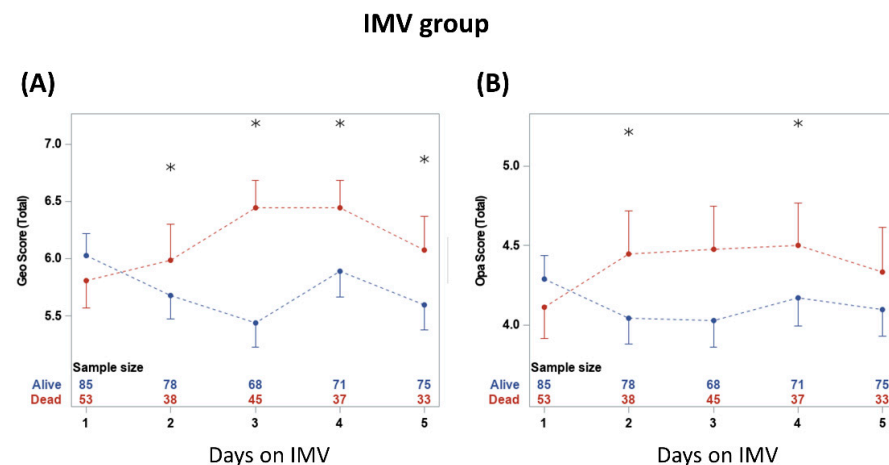 IMV group
(A)
(B)
Geo Score (Total)
7.0
6.5
6.0
5.5
*
*
*
*
Sample size
Alive 85 78 68 71 75
Dead 53 38 45 37 33
1 2 3 4 5
Days on IMV
Opa Score (Total)
5.0
4.5
4.0
*
*
Sample size
Alive 85 78 68 71 75
Dead 53 38 45 37 33
1 2 3 4 5
Days on IMV